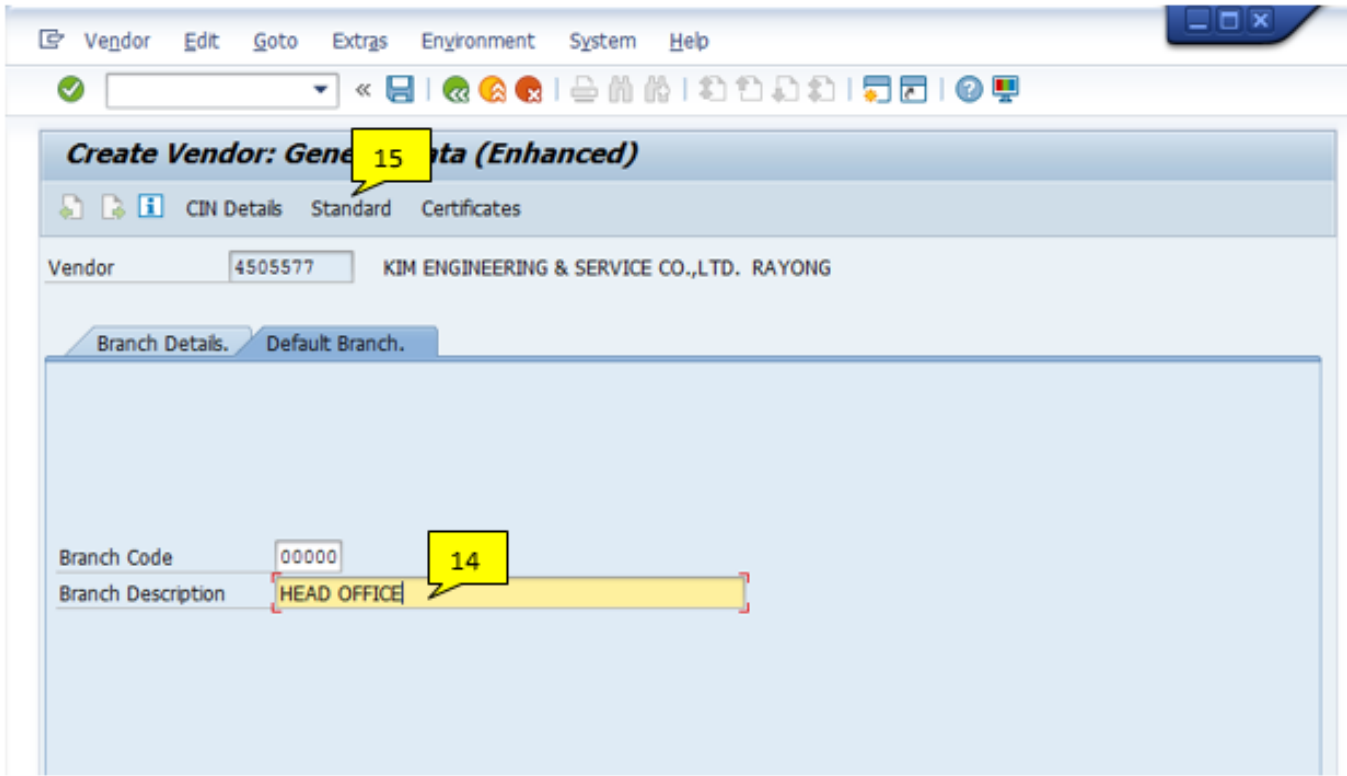 Vendor Edit Goto Extras Environment System Help
Create Vendor: Gene ata (Enhanced)
15
CIN Details Standard Certificates
Vendor 4505577 KIM ENGINEERING & SERVICE CO.,LTD. RAYONG
Branch Details. Default Branch.
Branch Code 00000
14
Branch Description HEAD OFFICE